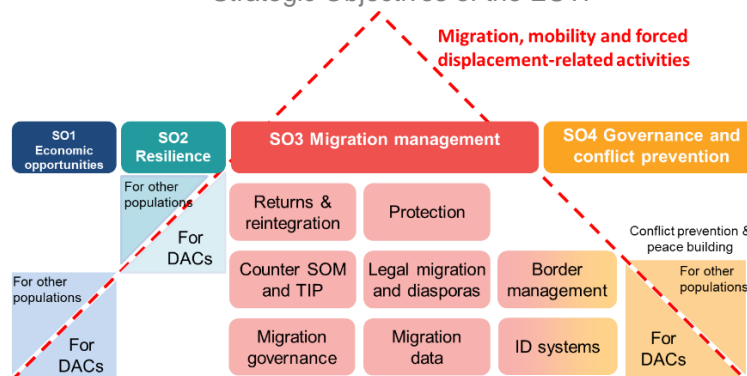 Migration, mobility and forced
displacement-related activities
SO1
Economic
opportunities
SO2
Resilience
SO3 Migration management
SO4 Governance and
conflict prevention
For other
populations
For
DACs
For other
populations
For
DACs
Returns &
reintegration
Protection
Counter SOM
and TIP
Legal migration
and diasporas
Border
management
Migration
governance
Migration
data
ID systems
Conflict prevention &
peace building
For other
populations
For
DACs